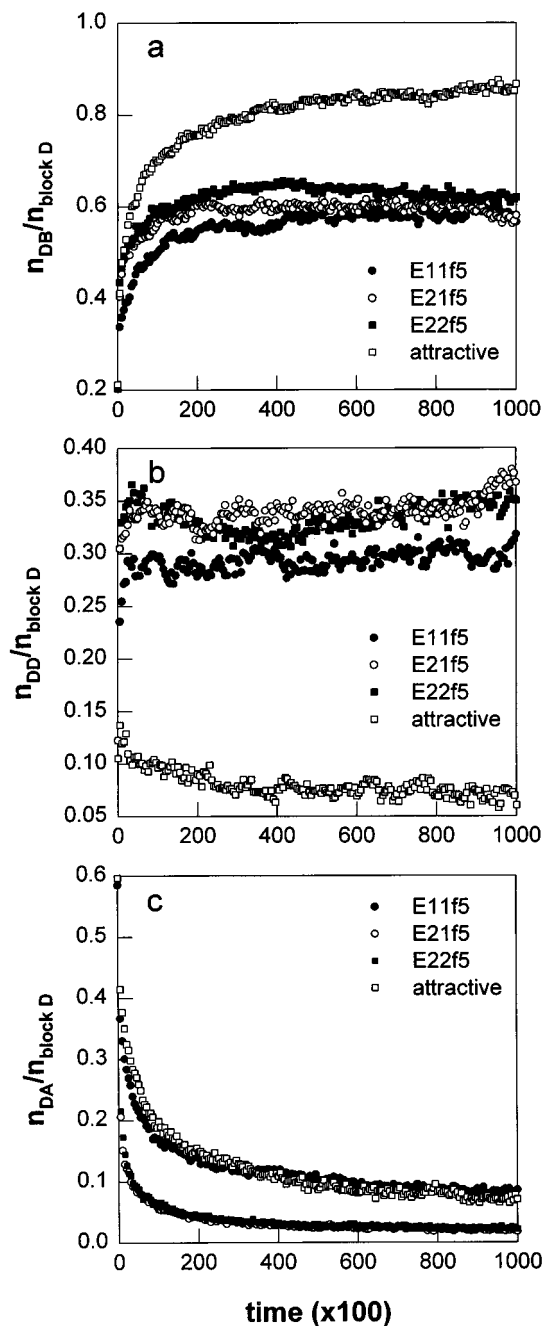 a
1.0
0.8
0.6
0.4
0.2
n_DB/n_block D
E11f5
E21f5
E22f5
attractive
0 200 400 600 800 1000
b
0.40
0.35
0.30
0.25
0.20
0.15
0.10
0.05
n_DD/n_block D
E11f5
E21f5
E22f5
attractive
0 200 400 600 800 1000
c
0.6
0.5
0.4
0.3
0.2
0.1
0.0
n_DA/n_block D
E11f5
E21f5
E22f5
attractive
0 200 400 600 800 1000
time (x100)